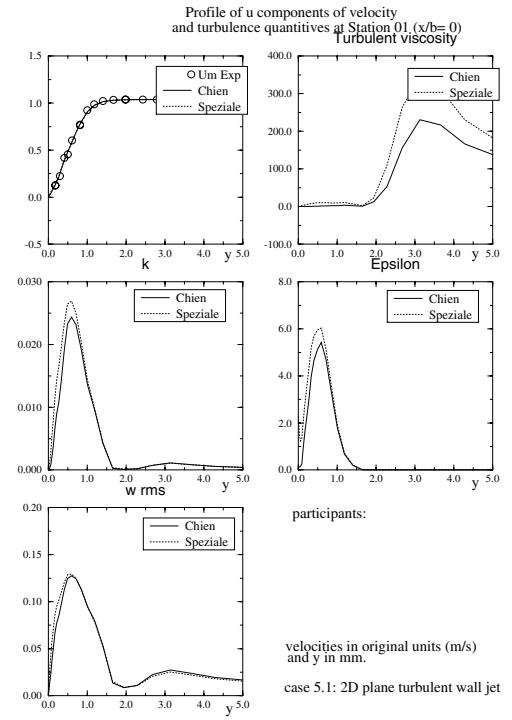 Profile of u components of velocity
and turbulence quantitives at Station 01 (x/b= 0)
Turbulent viscosity
1.5
1.0
0.5
0.0
-0.5
0.0 1.0 2.0 3.0 4.0 5.0
y
Um Exp
Chien
Speziale
400.0
300.0
200.0
100.0
0.0
-100.0
0.0 1.0 2.0 3.0 4.0 5.0
y
Chien
Speziale
k
0.030
0.020
0.010
0.000
0.0 1.0 2.0 3.0 4.0 5.0
y
Chien
Speziale
Epsilon
8.0
6.0
4.0
2.0
0.0
0.0 1.0 2.0 3.0 4.0 5.0
y
Chien
Speziale
w rms
0.20
0.15
0.10
0.05
0.00
0.0 1.0 2.0 3.0 4.0 5.0
y
Chien
Speziale
participants:
velocities in original units (m/s)
and y in mm.
case 5.1: 2D plane turbulent wall jet